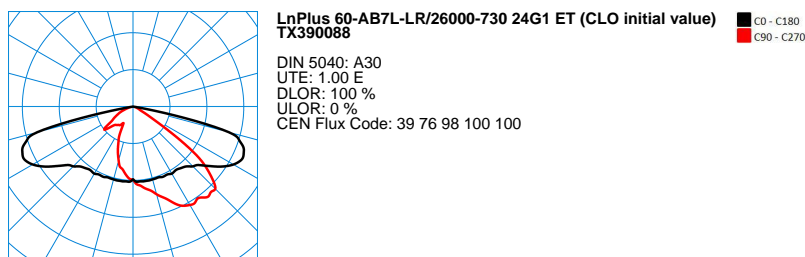 LnPlus 60-AB7L-LR/26000-730 24G1 ET (CLO initial value)
TX390088
DIN 5040: A30
UTE: 1.00 E
DLOR: 100 %
ULOR: 0 %
CEN Flux Code: 39 76 98 100 100
C0 - C180
C90 - C270